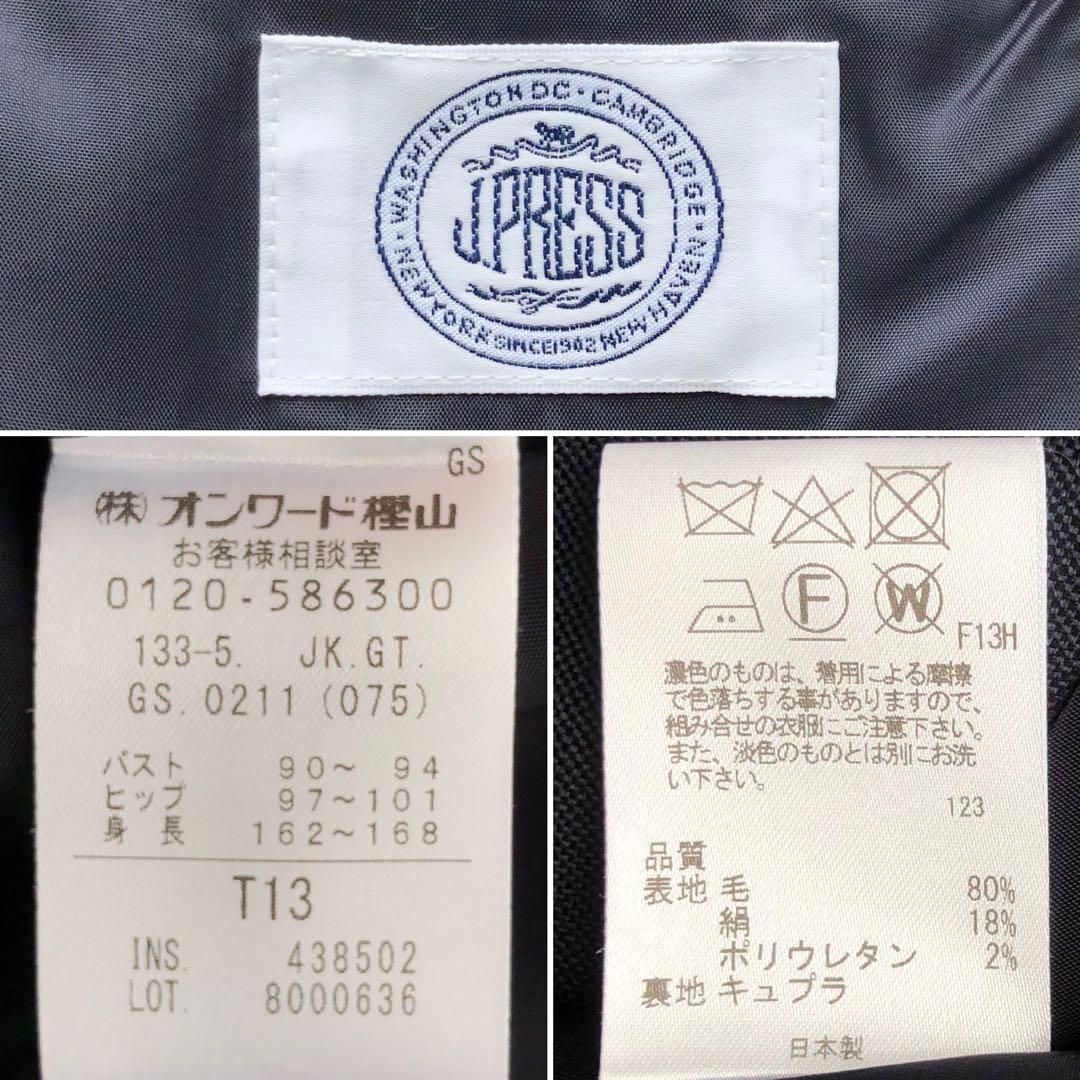 WASHINGTON DC · CAMBRIDGE · NEW HAVEN
· NEW YORK SINCE 1902
J.PRESS
GS
(株)オンワード樫山
お客様相談室
0120-586300
133-5. JK.GT.
GS.0211(075)
バスト 90～ 94
ヒップ 97～101
身長 162～168
T13
INS. 438502
LOT. 8000636
F
W
F13H
濃色のものは、着用による摩擦
で色落ちする事がありますので、
組み合せの衣服にご注意下さい。
また、淡色のものとは別にお洗
い下さい。
123
品質
表地 毛 80%
絹 18%
ポリウレタン 2%
裏地 キュプラ
日本製